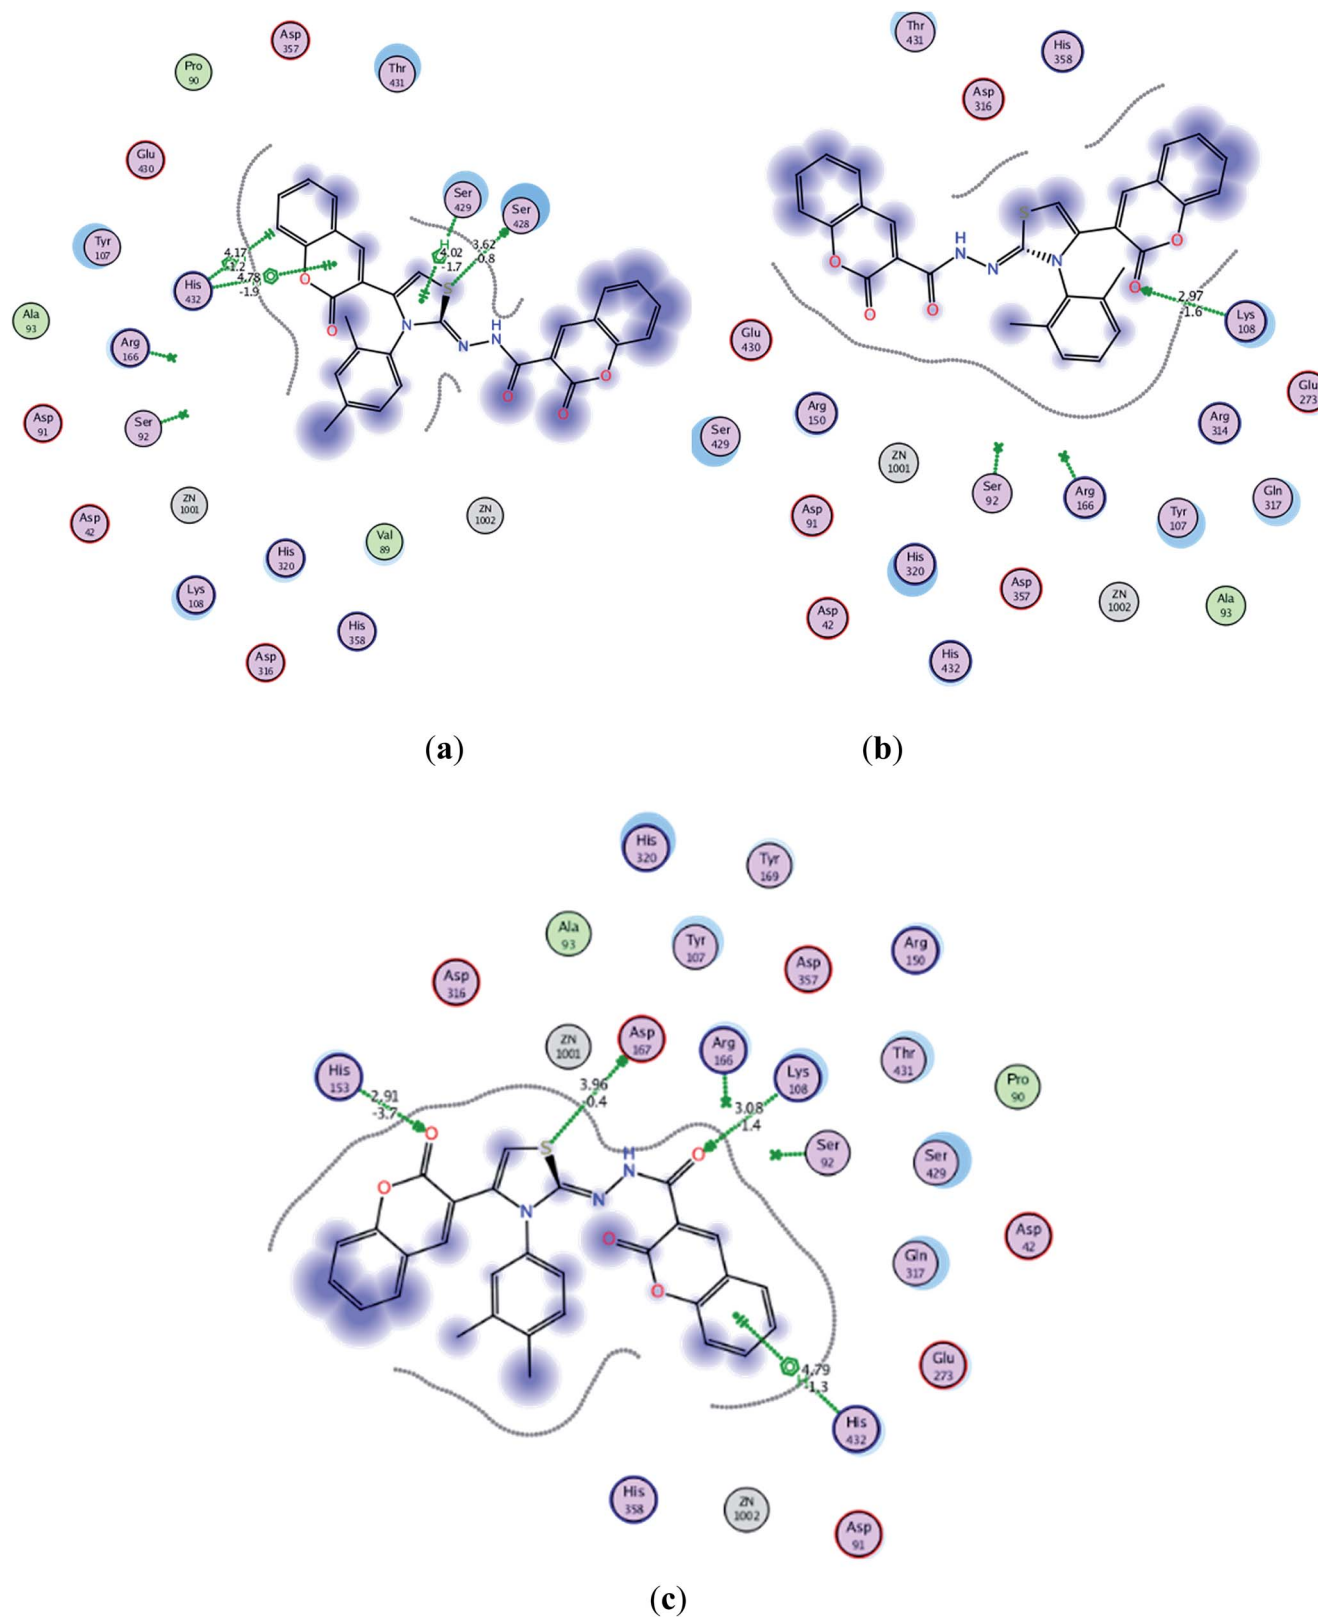 Asp
357
Pro
90
Thr
431
Glu
430
Ser
429
Ser
428
Tyr
107
4.17
-1.2
4.78
-1.9
H
4.02
-1.7
3.62
-0.8
His
432
Ala
93
Arg
166
O
O
S
N
N
H
N
O
O
O
Asp
91
Ser
92
ZN
1001
Asp
42
His
320
Val
89
ZN
1002
Lys
108
His
358
Asp
316
(a)
Thr
431
His
358
Asp
316
S
H
N
N
N
O
O
O
O
O
2.97
-1.6
Lys
108
Glu
430
Glu
273
Ser
429
Arg
150
Arg
314
ZN
1001
Ser
92
Arg
166
Gln
317
Asp
91
Tyr
107
His
320
Asp
357
ZN
1002
Ala
93
Asp
42
His
432
(b)
His
320
Tyr
169
Ala
93
Tyr
107
Arg
150
Asp
316
Asp
357
ZN
1001
Asp
167
Arg
166
Lys
108
Thr
431
Pro
90
His
153
2.91
-3.7
3.96
-0.4
3.08
1.4
O
S
H
N
O
Ser
92
Ser
429
O
N
N
O
O
Asp
42
Gln
317
4.79
H
-1.3
Glu
273
His
432
His
358
ZN
1002
Asp
91
(c)